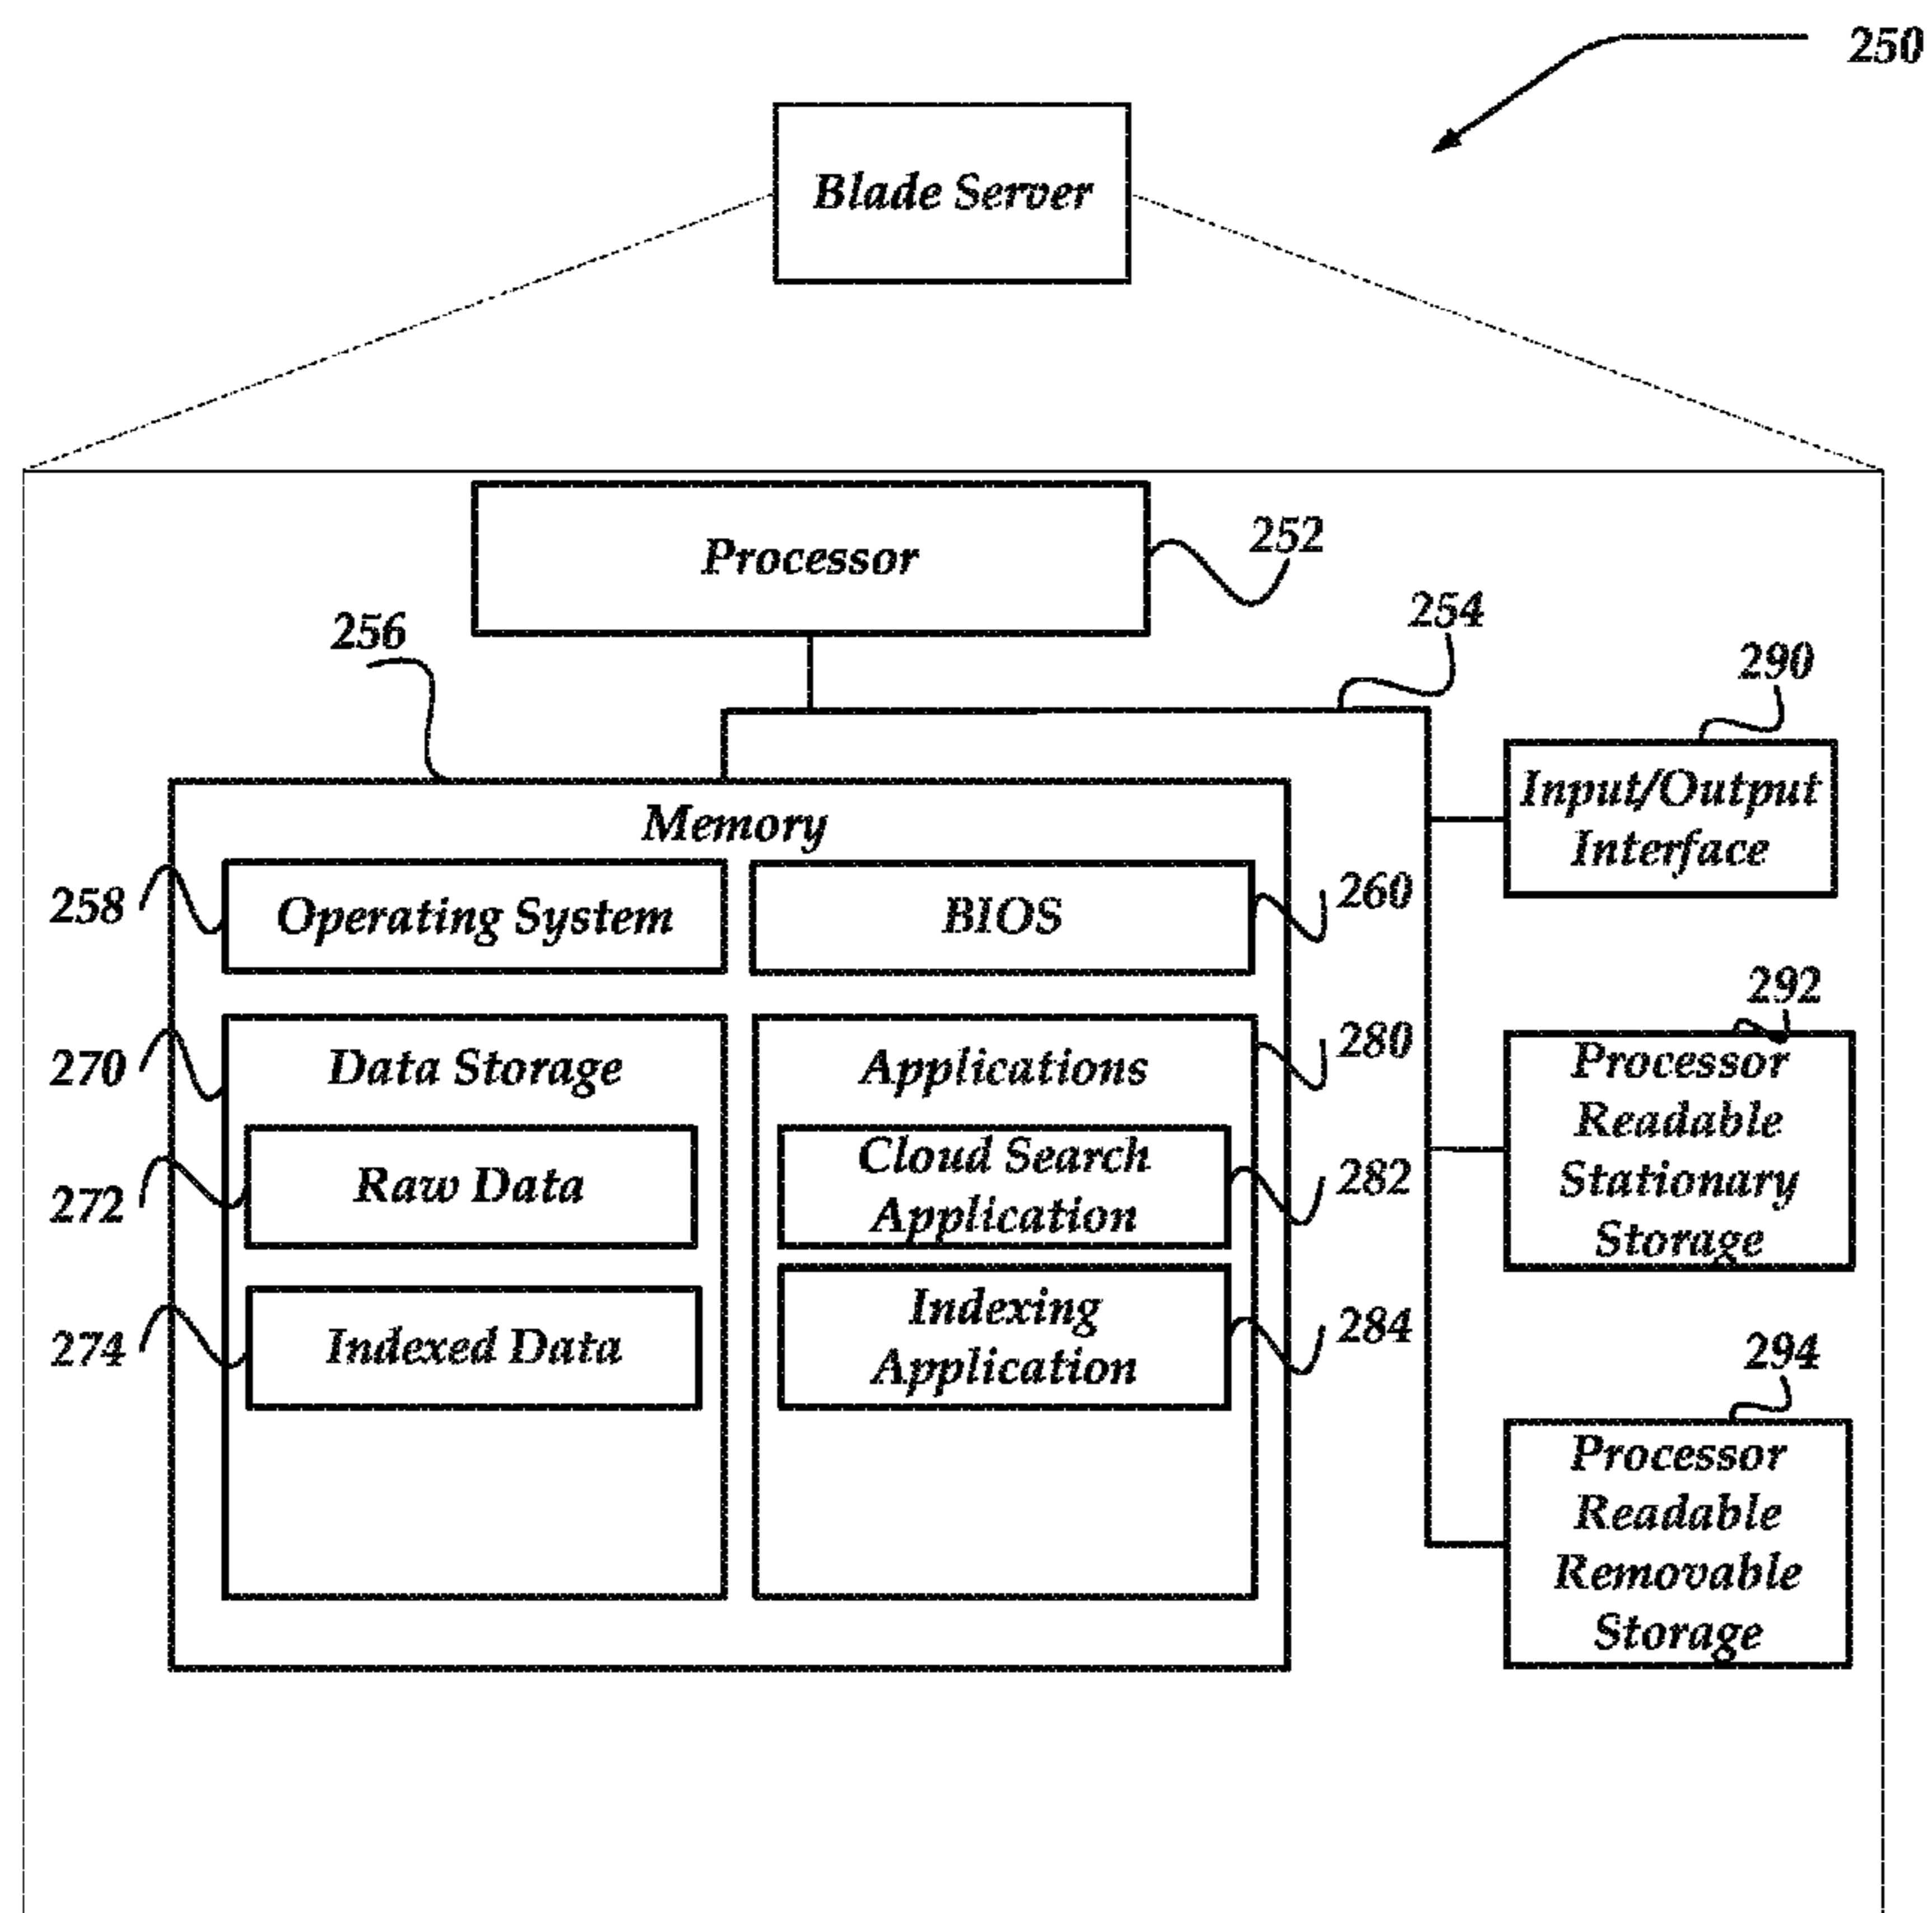 250
Blade Server
Processor
252
254
256
290
Input/Output
Interface
Memory
258
Operating System
BIOS
260
292
Processor
Readable
Stationary
Storage
270
Data Storage
Applications
280
272
Raw Data
Cloud Search
Application
282
274
Indexed Data
Indexing
Application
284
294
Processor
Readable
Removable
Storage